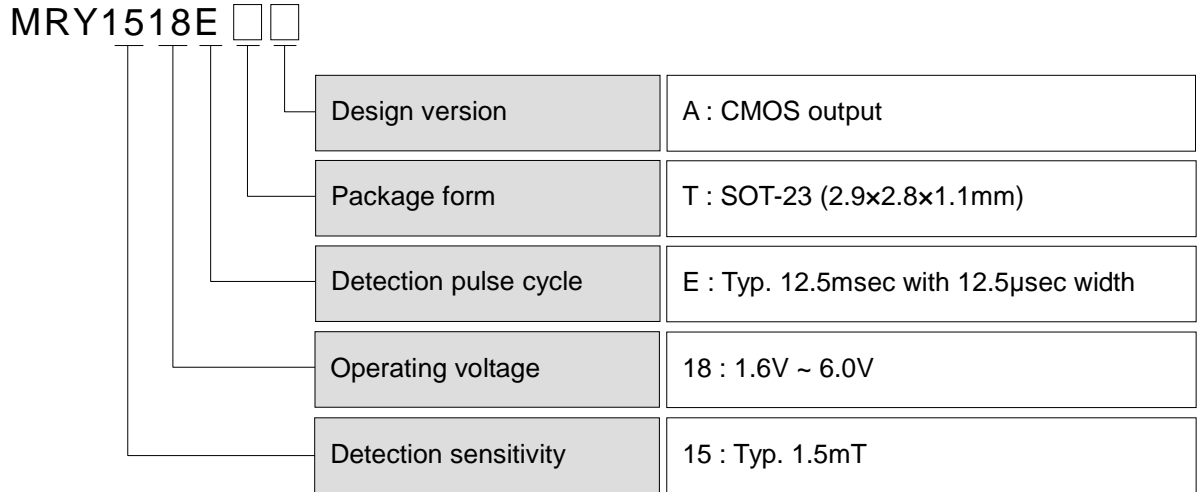 MRY1518E □□
Design version A : CMOS output
Package form T : SOT-23 (2.9×2.8×1.1mm)
Detection pulse cycle E : Typ. 12.5msec with 12.5µsec width
Operating voltage 18 : 1.6V ~ 6.0V
Detection sensitivity 15 : Typ. 1.5mT